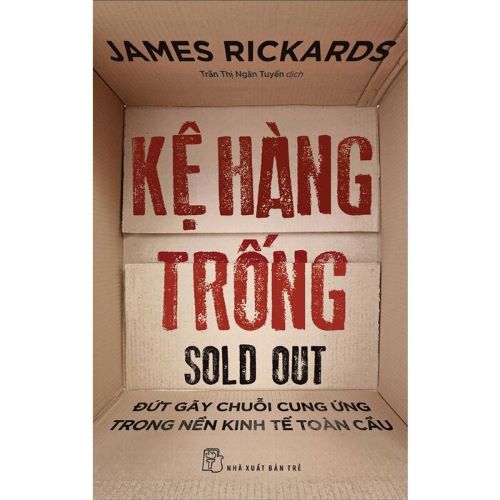 JAMES RICKARDS
Trần Thị Ngân Tuyến dịch
KỆ HÀNG
TRỐNG
SOLD OUT
ĐỨT GÃY CHUỖI CUNG ỨNG
TRONG NỀN KINH TẾ TOÀN CẦU
NHÀ XUẤT BẢN TRẺ